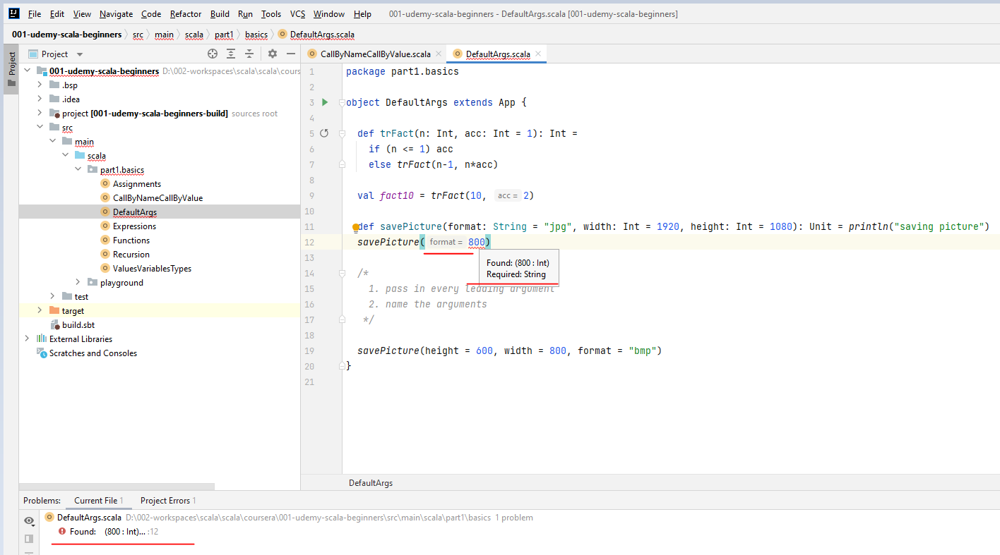 File Edit View Navigate Code Refactor Build Run Tools VCS Window Help 001-udemy-scala-beginners - DefaultArgs.scala [001-udemy-scala-beginners]
001-udemy-scala-beginners src main scala part1 basics DefaultArgs.scala
Project
Project
CallByNameCallByValue.scala DefaultArgs.scala
001-udemy-scala-beginners D:\002-workspaces\scala\scala\cours
.bsp
.idea
project [001-udemy-scala-beginners-build] sources root
src
main
scala
part1.basics
Assignments
CallByNameCallByValue
DefaultArgs
Expressions
Functions
Recursion
ValuesVariablesTypes
playground
test
target
build.sbt
External Libraries
Scratches and Consoles
1 package part1.basics
2
3 object DefaultArgs extends App {
4
5 def trFact(n: Int, acc: Int = 1): Int =
6 if (n <= 1) acc
7 else trFact(n-1, n*acc)
8
9 val fact10 = trFact(10, acc = 2)
10
11 def savePicture(format: String = "jpg", width: Int = 1920, height: Int = 1080): Unit = println("saving picture")
12 savePicture( format = 800)
13
Found: (800 : Int)
Required: String
14 /*
15 1. pass in every leading argument
16 2. name the arguments
17 */
18
19 savePicture(height = 600, width = 800, format = "bmp")
20 }
21
DefaultArgs
Problems: Current File 1 Project Errors 1
DefaultArgs.scala D:\002-workspaces\scala\scala\coursera\001-udemy-scala-beginners\src\main\scala\part1\basics 1 problem
Found: (800 : Int)... :12